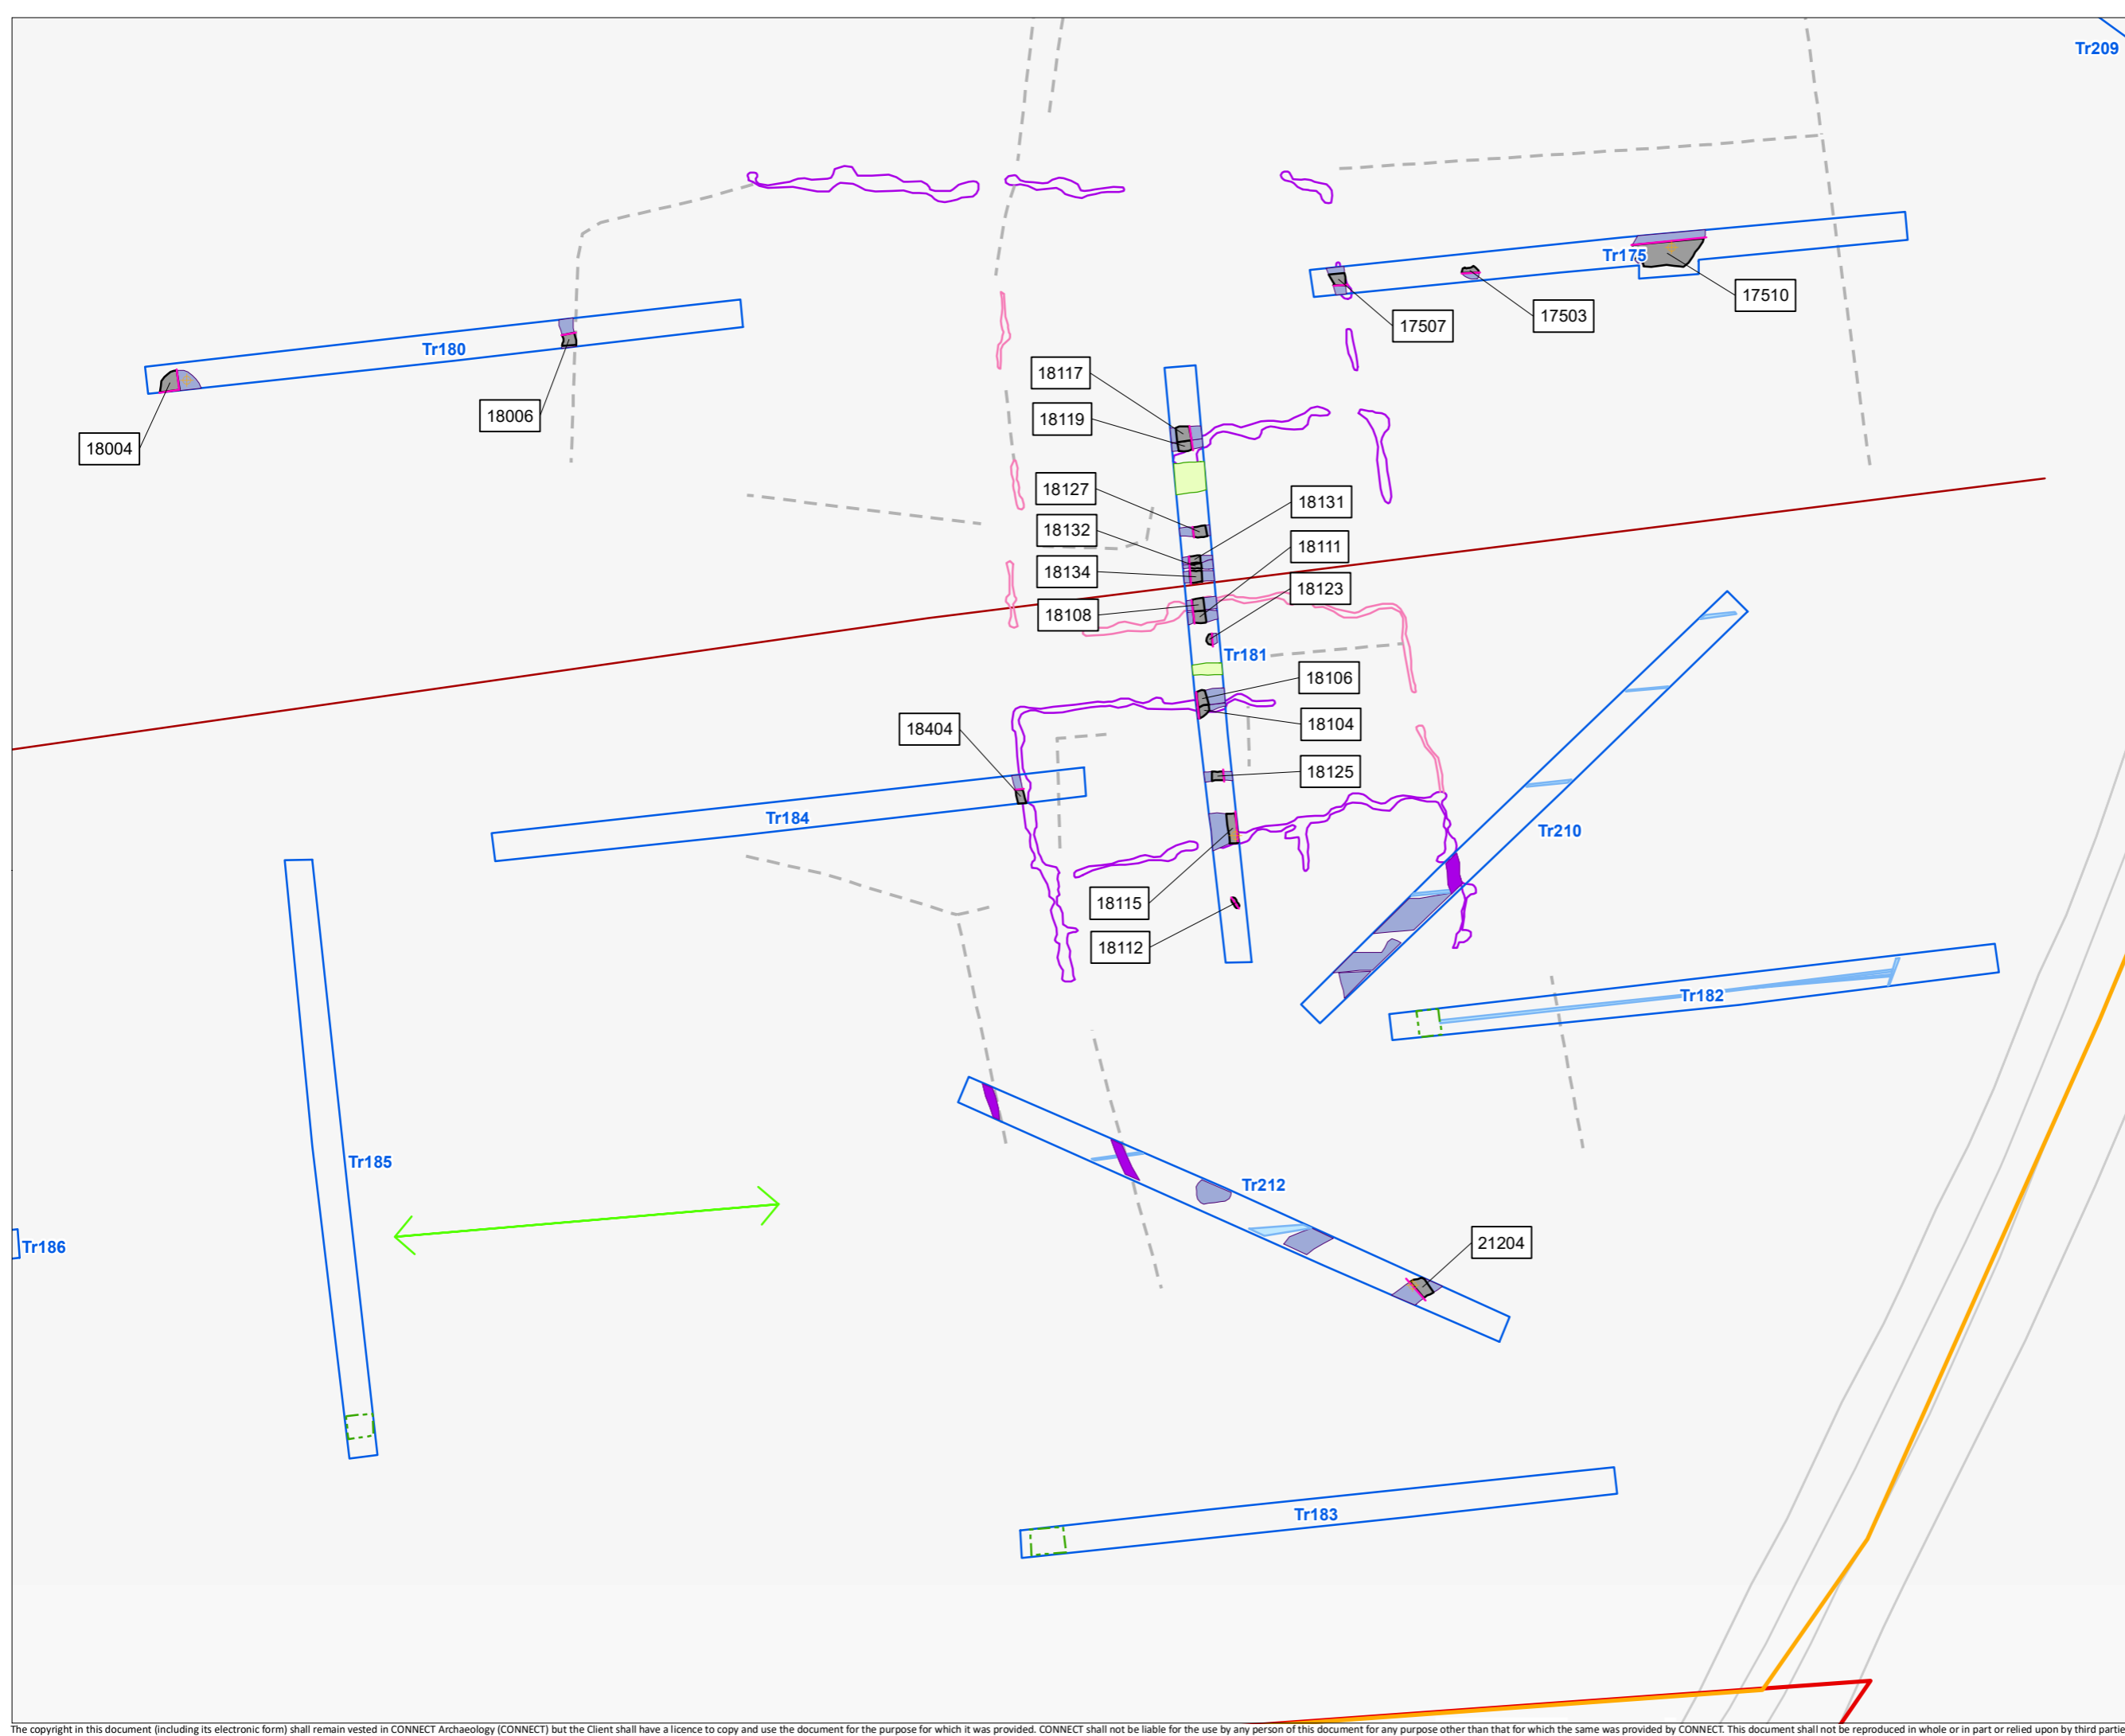 Tr209
Tr175
17510
17503
17507
Tr180
18006
18004
18117
18119
18127
18131
18132
18111
18134
18123
18108
Tr181
18106
18104
18404
18125
Tr184
Tr210
18115
18112
Tr182
Tr185
Tr212
Tr186
21204
Tr183
The copyright in this document (including its electronic form) shall remain vested in CONNECT Archaeology (CONNECT) but the Client shall have a licence to copy and use the document for the purpose for which it was provided. CONNECT shall not be liable for the use by any person of this document for any purpose other than that for which the same was provided by CONNECT. This document shall not be reproduced in whole or in part or relied upon by third parties